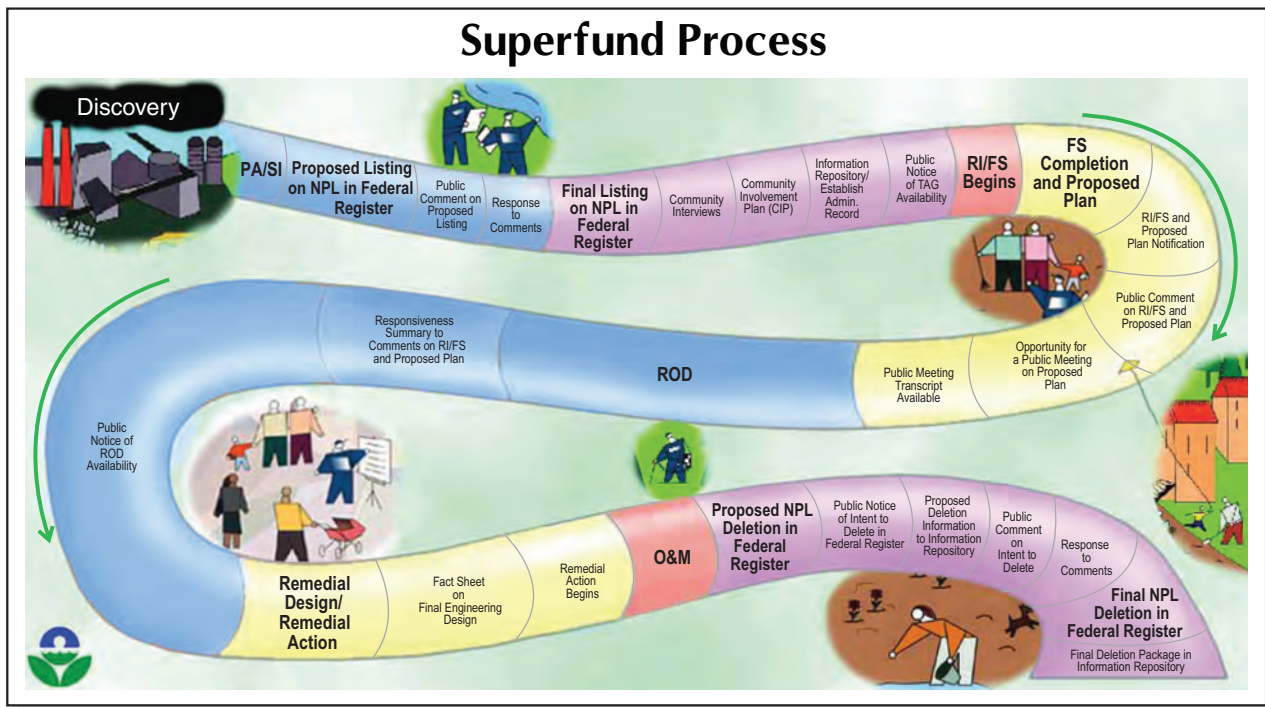 Superfund Process
Discovery
PA/SI
Proposed Listing
on NPL in Federal
Register
Public
Comment on
Proposed
Listing
Response
to
Comments
Final Listing
on NPL in
Federal
Register
Community
Interviews
Community
Involvement
Plan (CIP)
Information
Repository/
Establish
Admin.
Record
Public
Notice
of TAG
Availability
RI/FS
Begins
FS
Completion
and Proposed
Plan
RI/FS and
Proposed
Plan Notification
Public Comment
on RI/FS and
Proposed Plan
Opportunity for
a Public Meeting
on Proposed
Plan
Public Meeting
Transcript
Available
ROD
Responsiveness
Summary to
Comments on RI/FS
and Proposed Plan
Public
Notice of
ROD
Availability
Remedial
Design/
Remedial
Action
Fact Sheet
on
Final Engineering
Design
Remedial
Action
Begins
O&M
Proposed NPL
Deletion in
Federal
Register
Public Notice
of Intent to
Delete in
Federal Register
Proposed
Deletion
Information
to Information
Repository
Public
Comment
on
Intent to
Delete
Response
to
Comments
Final NPL
Deletion in
Federal Register
Final Deletion Package in
Information Repository